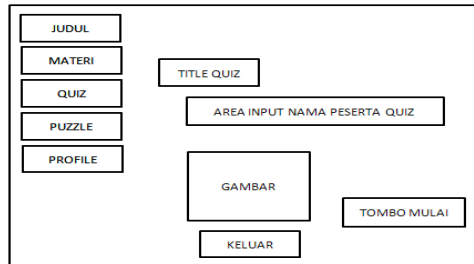 JUDUL
MATERI
TITLE QUIZ
QUIZ
AREA INPUT NAMA PESERTA QUIZ
PUZZLE
PROFILE
GAMBAR
TOMBO MULAI
KELUAR